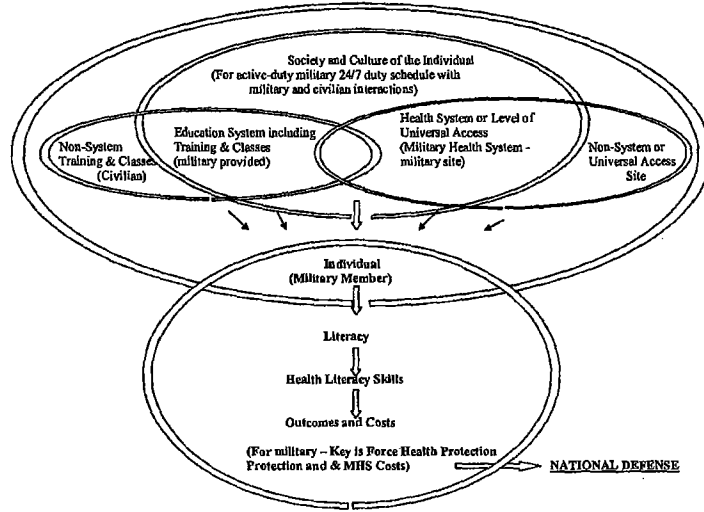 Society and Culture of the Individual
(For active-duty military 24/7 duty schedule with
military and civilian interactions)
Non-System
Training & Classes
(Civilian)
Education System including
Training & Classes
(military provided)
Health System or Level of
Universal Access
(Military Health System -
military site)
Non-System or
Universal Access
Site
Individual
(Military Member)
Literacy
Health Literacy Skills
Outcomes and Costs
(For military – Key is Force Health Protection
Protection and & MHS Costs)
NATIONAL DEFENSE